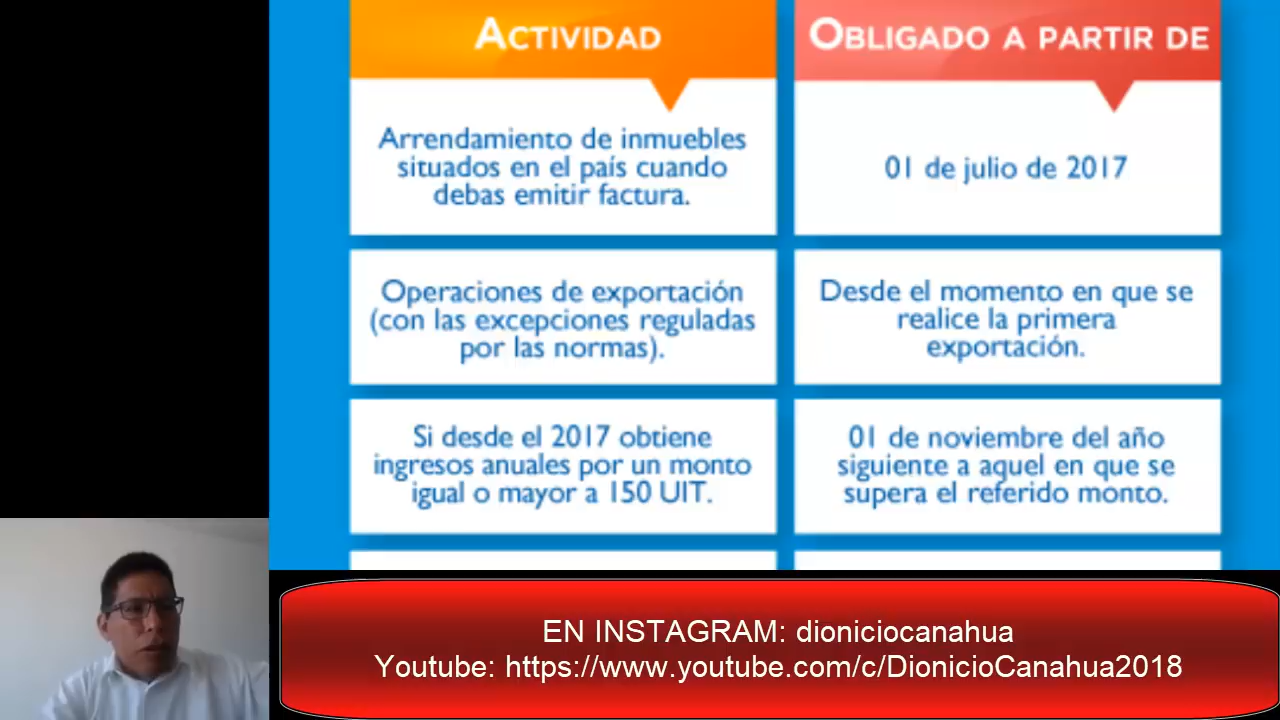 ACTIVIDAD
OBLIGADO A PARTIR DE
Arrendamiento de inmuebles
situados en el país cuando
debas emitir factura.
01 de julio de 2017
Operaciones de exportación
(con las excepciones reguladas
por las normas).
Desde el momento en que se
realice la primera
exportación.
Si desde el 2017 obtiene
ingresos anuales por un monto
igual o mayor a 150 UIT.
01 de noviembre del año
siguiente a aquel en que se
supera el referido monto.
EN INSTAGRAM: dioniciocanahua
Youtube: https://www.youtube.com/c/DionicioCanahua2018